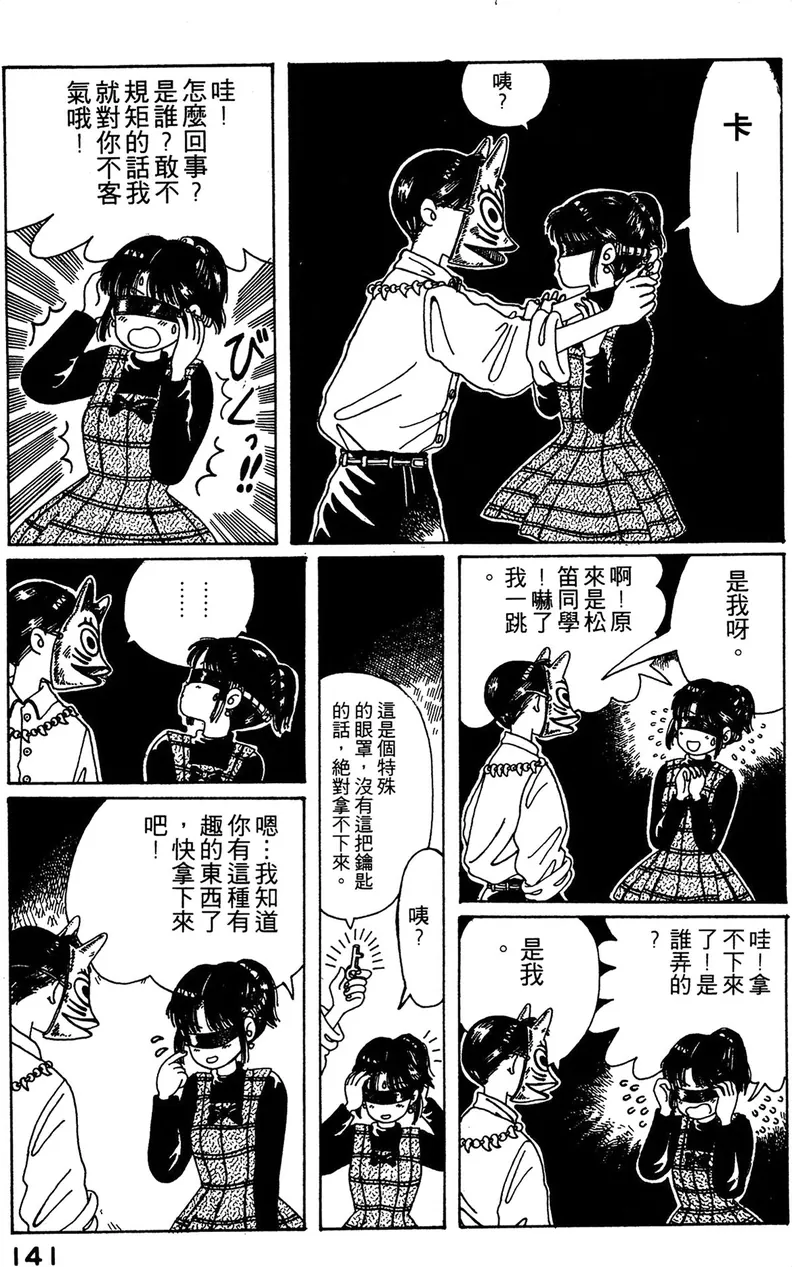 卡——
咦?
哇!
怎麼回事?
是誰?敢不
規矩的話我
就對你不客
氣哦!
びくっ!!
是我呀。
啊!原
來是松
笛同學
!嚇了
我一跳
。
哇!拿
不下來
了!是
誰弄的
?
是我
。
這是個特殊
的眼罩,沒有這把鑰匙
的話,絕對拿不下來。
咦?
……
嗯…我知道
你有這種有
趣的東西了
,快拿下來
吧!
141